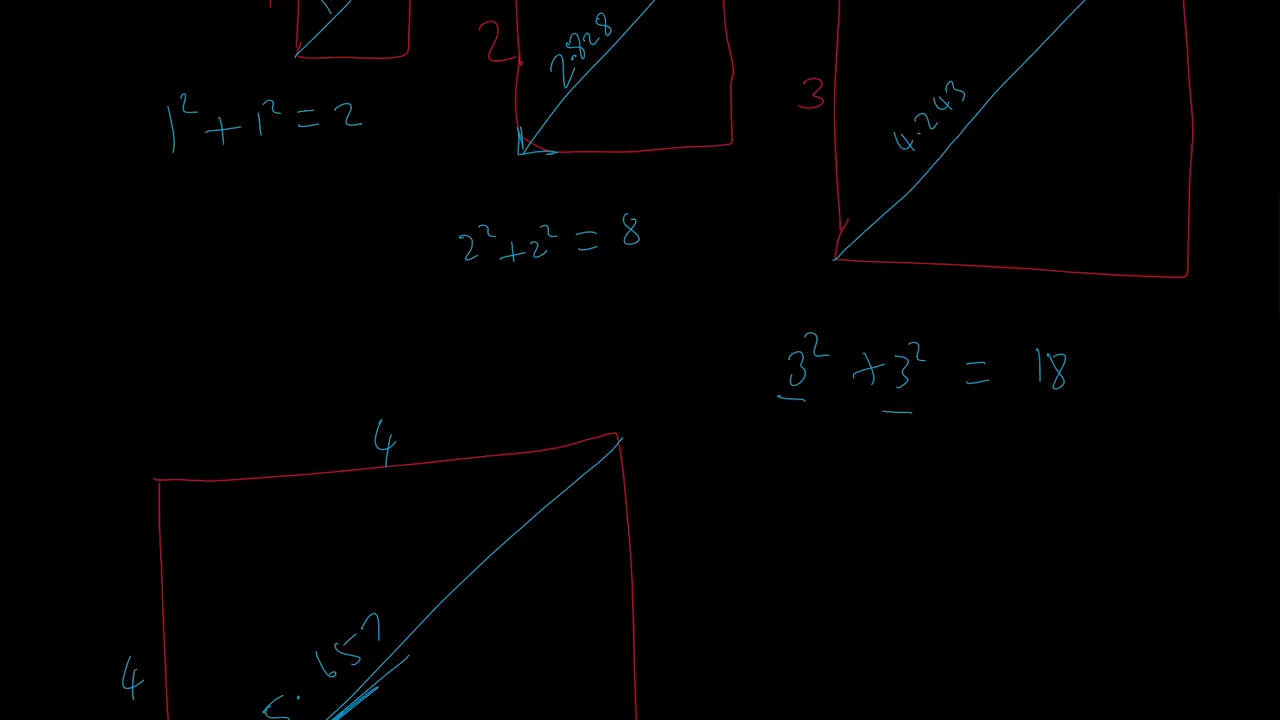 2
2.828
3
4.243
1² + 1² = 2
2² + 2² = 8
3² + 3² = 18
4
4
5.657